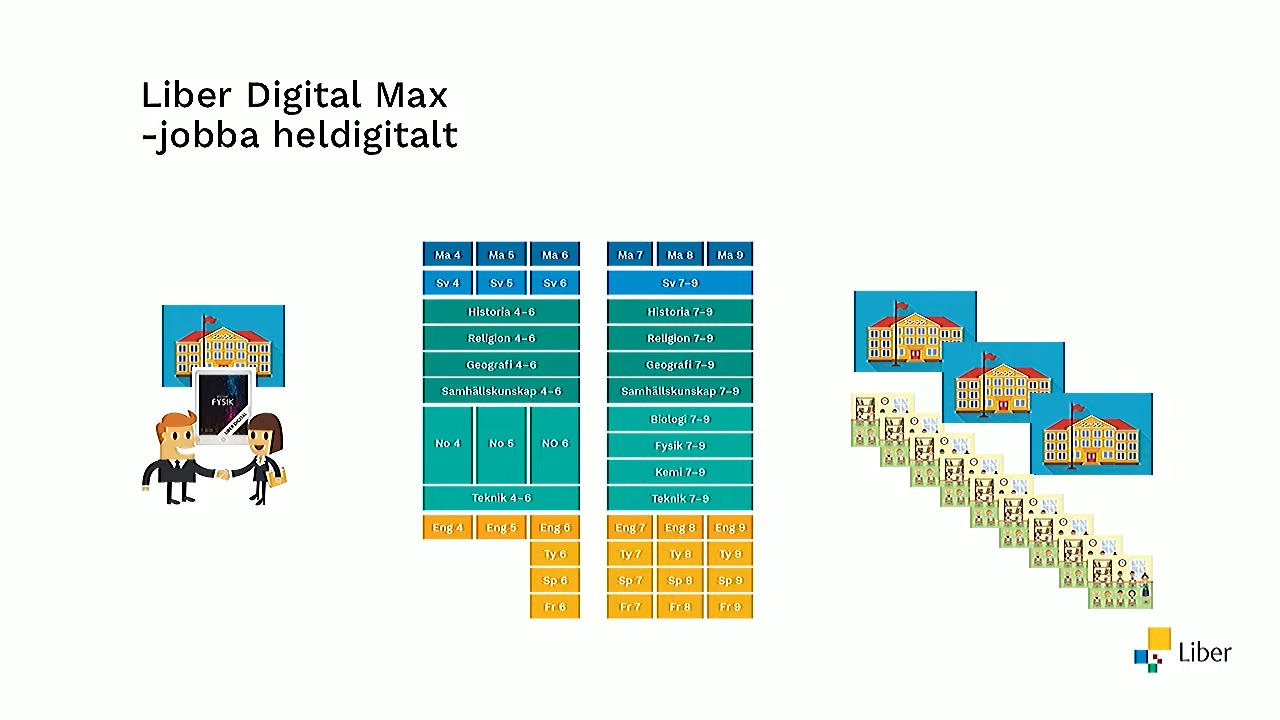 Liber Digital Max
-jobba heldigitalt
FYSIK
LIBER DIGITAL
Ma 4 Ma 5 Ma 6
Sv 4 Sv 5 Sv 6
Historia 4–6
Religion 4–6
Geografi 4–6
Samhällskunskap 4–6
No 4 No 5 NO 6
Teknik 4–6
Eng 4 Eng 5 Eng 6
Ty 6
Sp 6
Fr 6
Ma 7 Ma 8 Ma 9
Sv 7–9
Historia 7–9
Religion 7–9
Geografi 7–9
Samhällskunskap 7–9
Biologi 7–9
Fysik 7–9
Kemi 7–9
Teknik 7–9
Eng 7 Eng 8 Eng 9
Ty 7 Ty 8 Ty 9
Sp 7 Sp 8 Sp 9
Fr 7 Fr 8 Fr 9
Liber